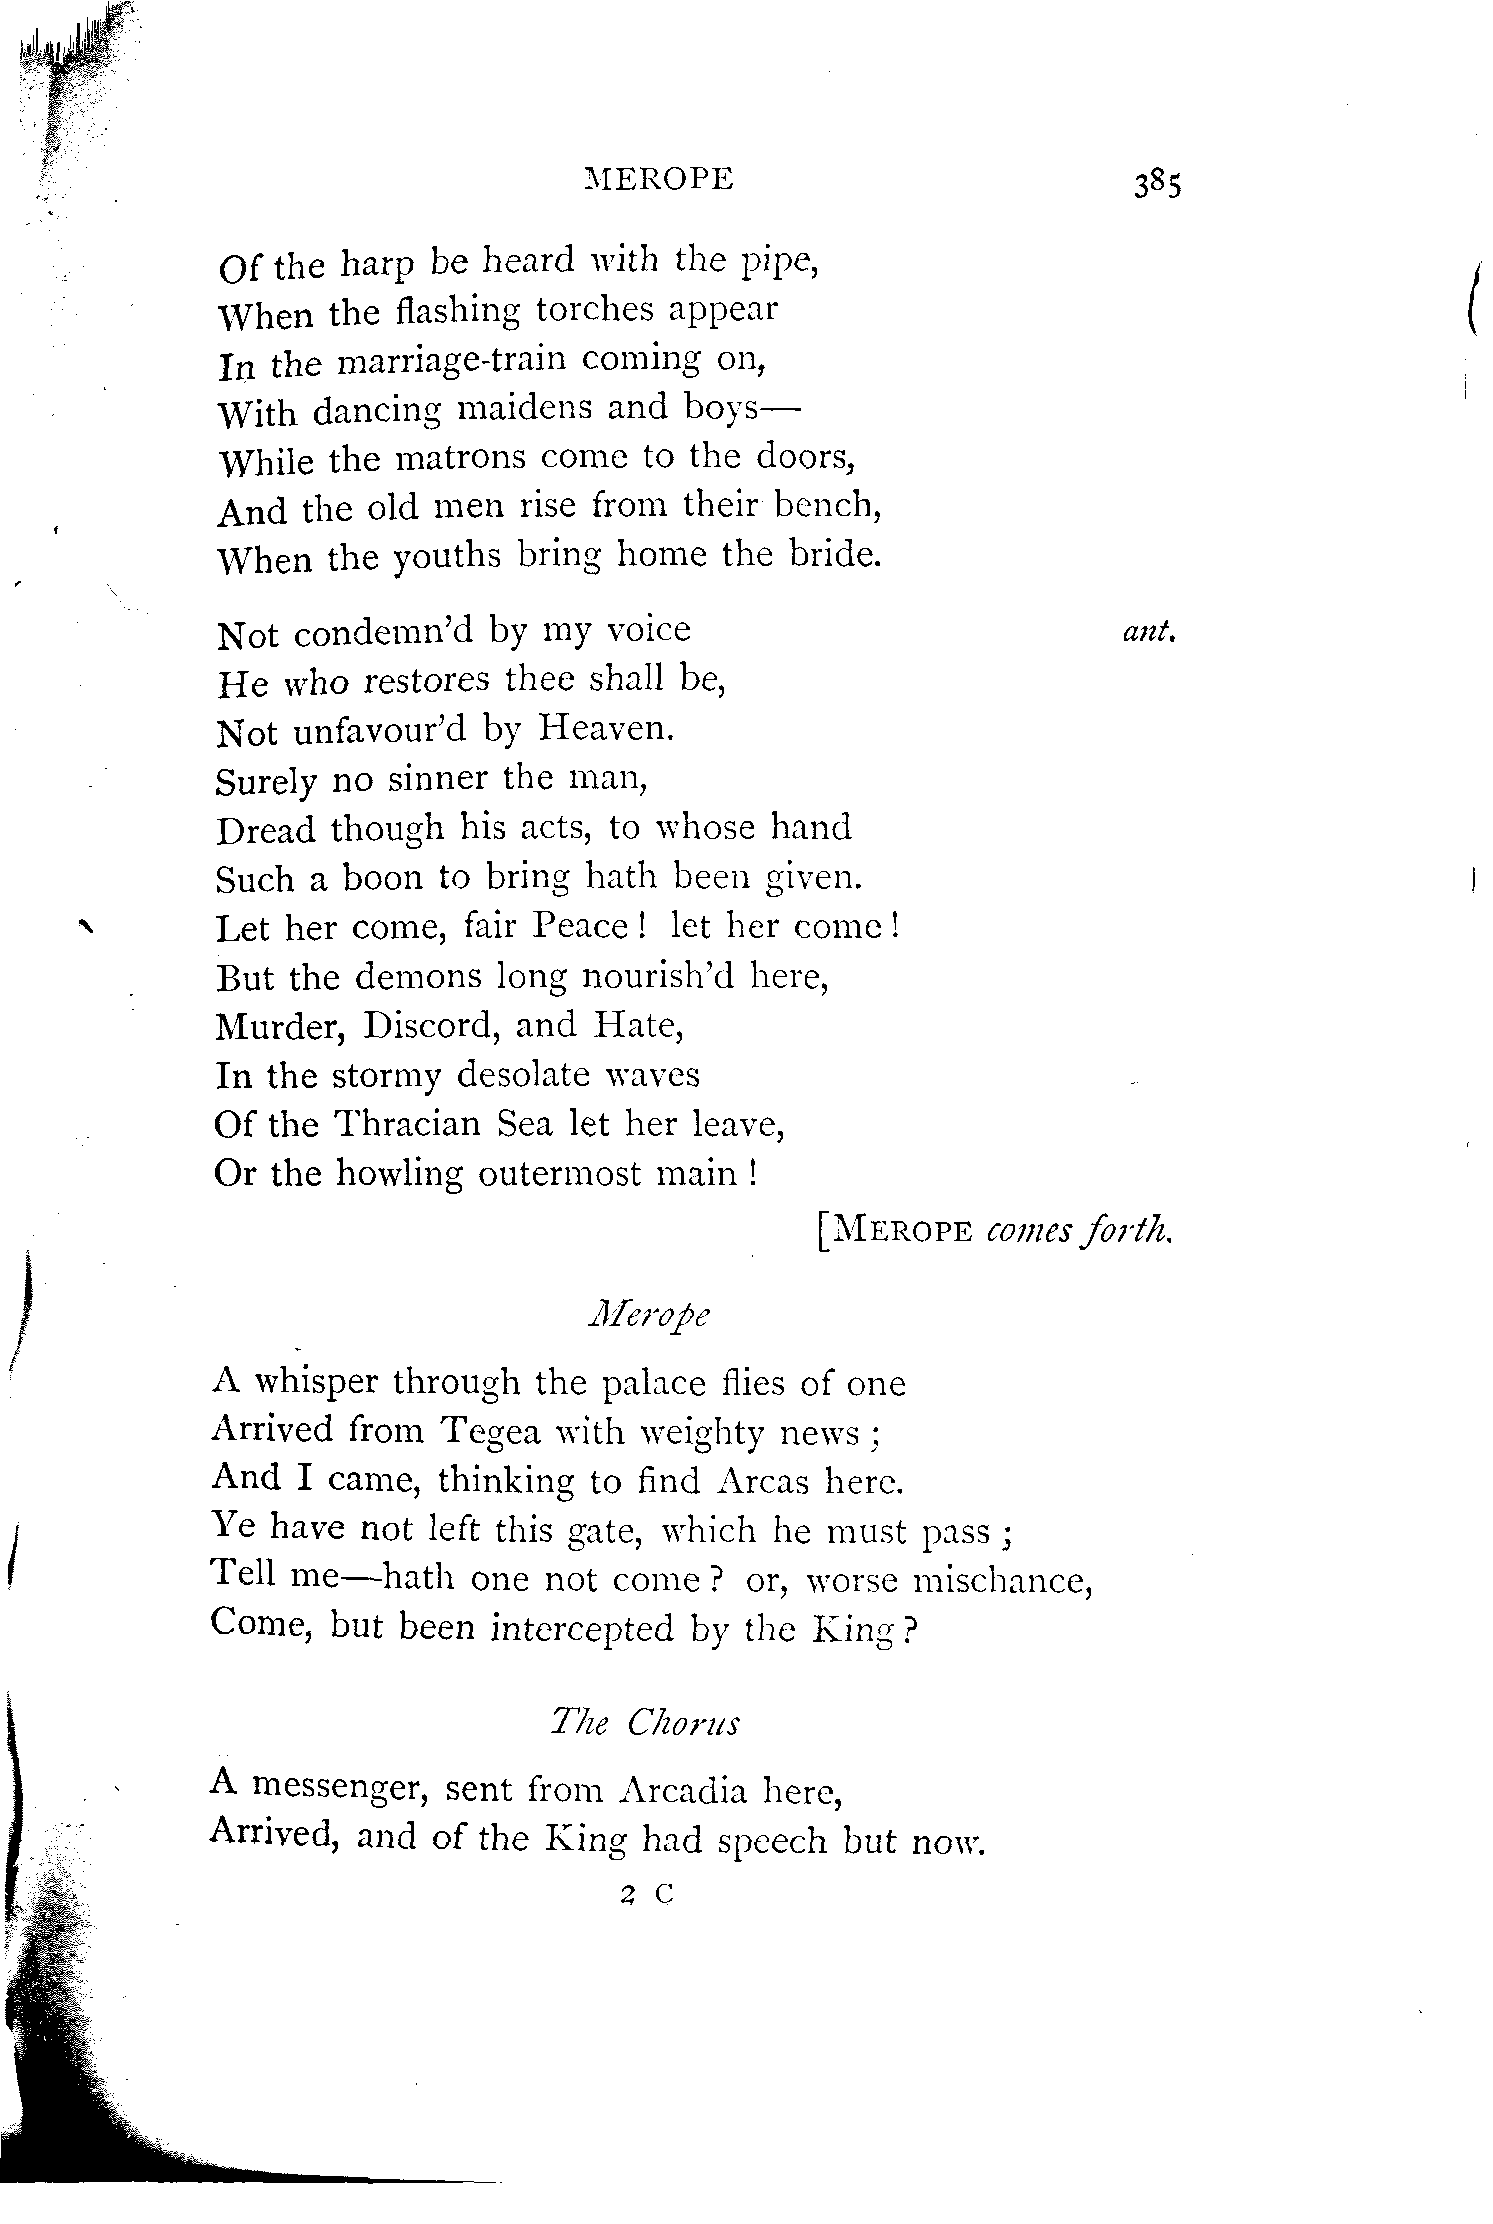 MEROPE 385
Of the harp be heard with the pipe,
When the flashing torches appear
In the marriage-train coming on,
With dancing maidens and boys—
While the matrons come to the doors,
And the old men rise from their bench,
When the youths bring home the bride.
Not condemn'd by my voice ant.
He who restores thee shall be,
Not unfavour'd by Heaven.
Surely no sinner the man,
Dread though his acts, to whose hand
Such a boon to bring hath been given.
Let her come, fair Peace! let her come!
But the demons long nourish'd here,
Murder, Discord, and Hate,
In the stormy desolate waves
Of the Thracian Sea let her leave,
Or the howling outermost main!
[MEROPE comes forth.
Merope
A whisper through the palace flies of one
Arrived from Tegea with weighty news;
And I came, thinking to find Arcas here.
Ye have not left this gate, which he must pass;
Tell me—hath one not come? or, worse mischance,
Come, but been intercepted by the King?
The Chorus
A messenger, sent from Arcadia here,
Arrived, and of the King had speech but now.
2 C